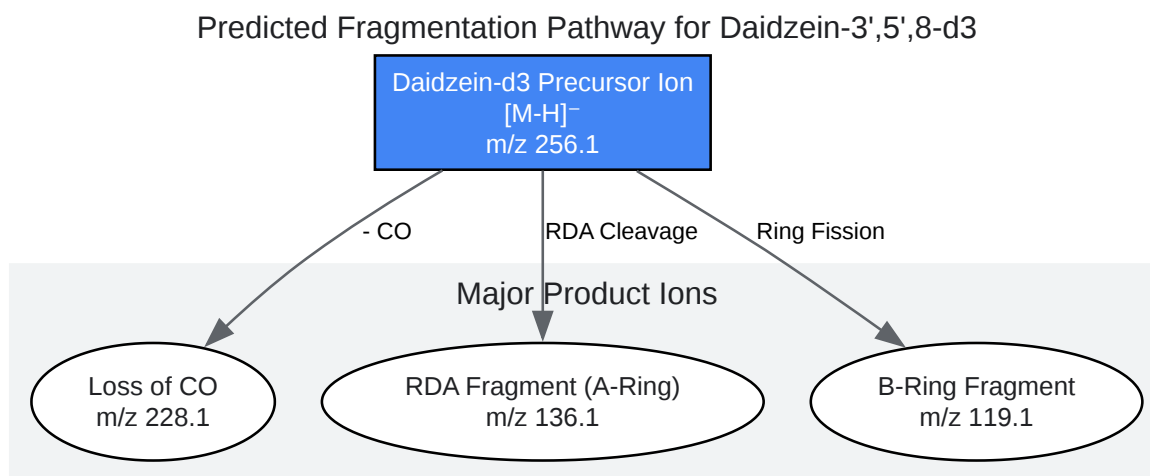 Predicted Fragmentation Pathway for Daidzein-3',5',8-d3
Daidzein-d3 Precursor Ion
[M-H]⁻
m/z 256.1
- CO
RDA Cleavage
Ring Fission
Major Product Ions
Loss of CO
m/z 228.1
RDA Fragment (A-Ring)
m/z 136.1
B-Ring Fragment
m/z 119.1